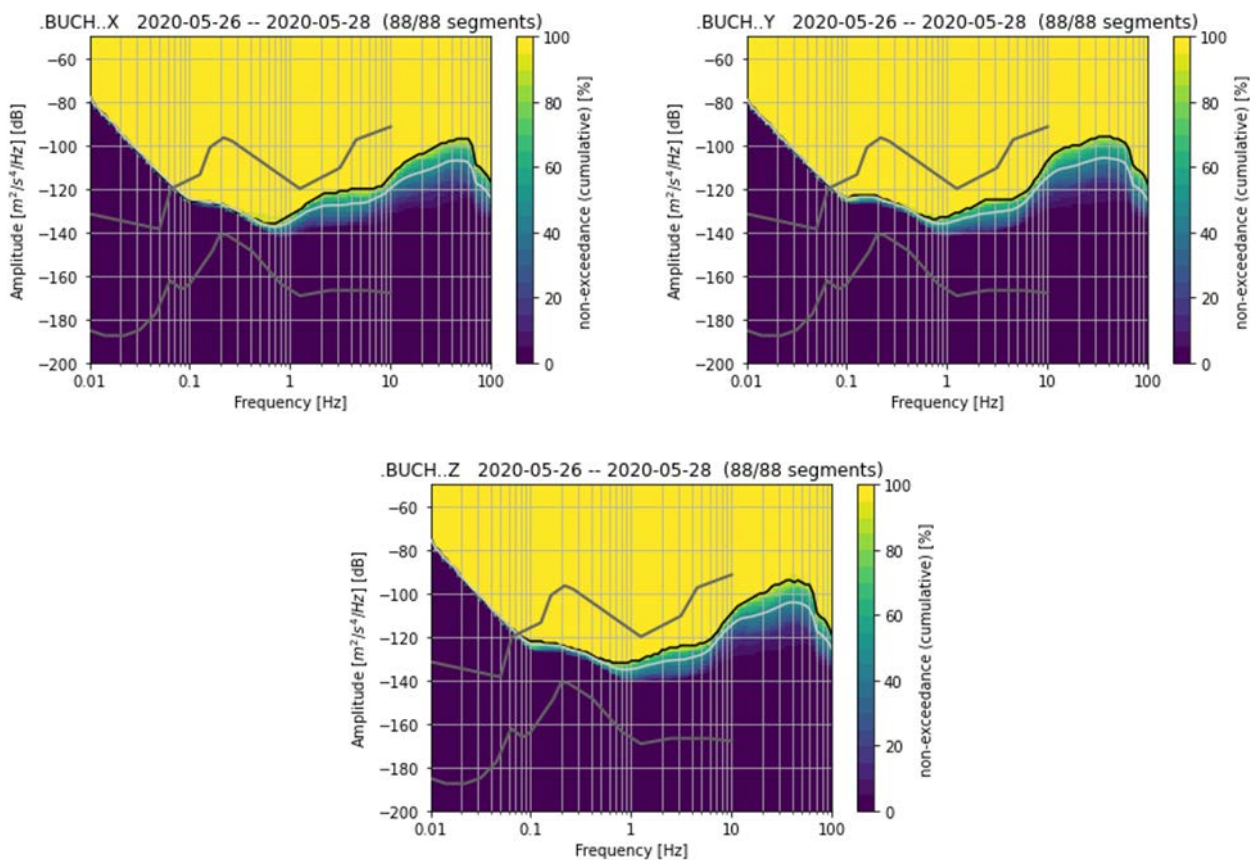 .BUCH..X 2020-05-26 -- 2020-05-28 (88/88 segments)
Amplitude [m²/s⁴/Hz] [dB]
−60
−80
−100
−120
−140
−160
−180
−200
0.01 0.1 1 10 100
Frequency [Hz]
100
80
60
40
20
0
non-exceedance (cumulative) [%]
.BUCH..Y 2020-05-26 -- 2020-05-28 (88/88 segments)
Amplitude [m²/s⁴/Hz] [dB]
−60
−80
−100
−120
−140
−160
−180
−200
0.01 0.1 1 10 100
Frequency [Hz]
100
80
60
40
20
0
non-exceedance (cumulative) [%]
.BUCH..Z 2020-05-26 -- 2020-05-28 (88/88 segments)
Amplitude [m²/s⁴/Hz] [dB]
−60
−80
−100
−120
−140
−160
−180
−200
0.01 0.1 1 10 100
Frequency [Hz]
100
80
60
40
20
0
non-exceedance (cumulative) [%]